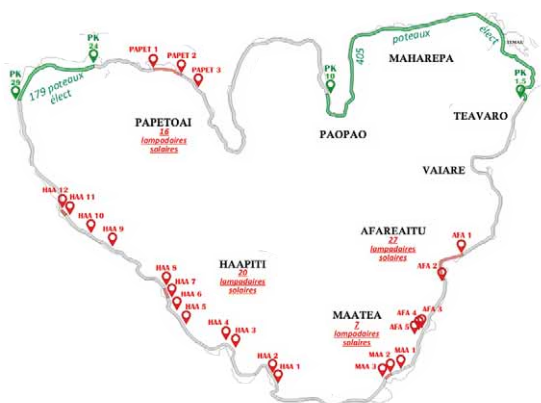 PK
24
PAPET 1
PAPET 2
PAPET 3
PK
29
179 poteaux
élect
PK
10
405
poteaux
élect
MAHAREPA
PK
1.5
TEAVARO
PAPETOAI
16
lampadaires
solaires
PAOPAO
VAIARE
HAA 12
HAA 11
HAA 10
HAA 9
AFAREAITU
27
lampadaires
solaires
AFA 1
AFA 2
HAAPITI
20
lampadaires
solaires
HAA 8
HAA 7
HAA 6
HAA 5
HAA 4
HAA 3
HAA 2
HAA 1
MAATEA
7
lampadaires
solaires
AFA 4
AFA 3
AFA 5
MAA 1
MAA 2
MAA 3